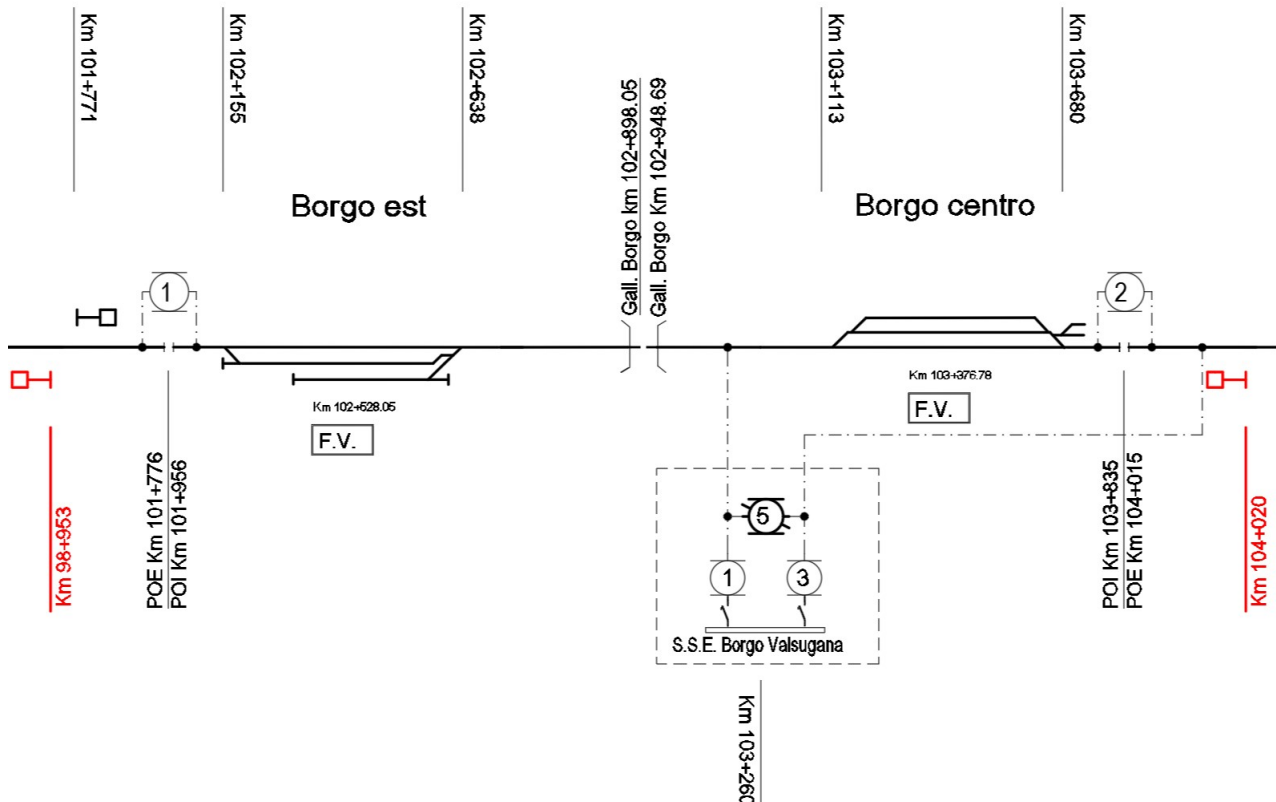 Km 101+771
Km 102+155
Km 102+638
Gall. Borgo km 102+898.05
Gall. Borgo Km 102+948.69
Km 103+113
Km 103+680
Borgo est
Borgo centro
1
2
Km 102+528.05
F.V.
Km 103+376.78
F.V.
Km 98+953
POE Km 101+776
POI Km 101+956
5
1
3
S.S.E. Borgo Valsugana
POI Km 103+835
POE Km 104+015
Km 104+020
Km 103+260